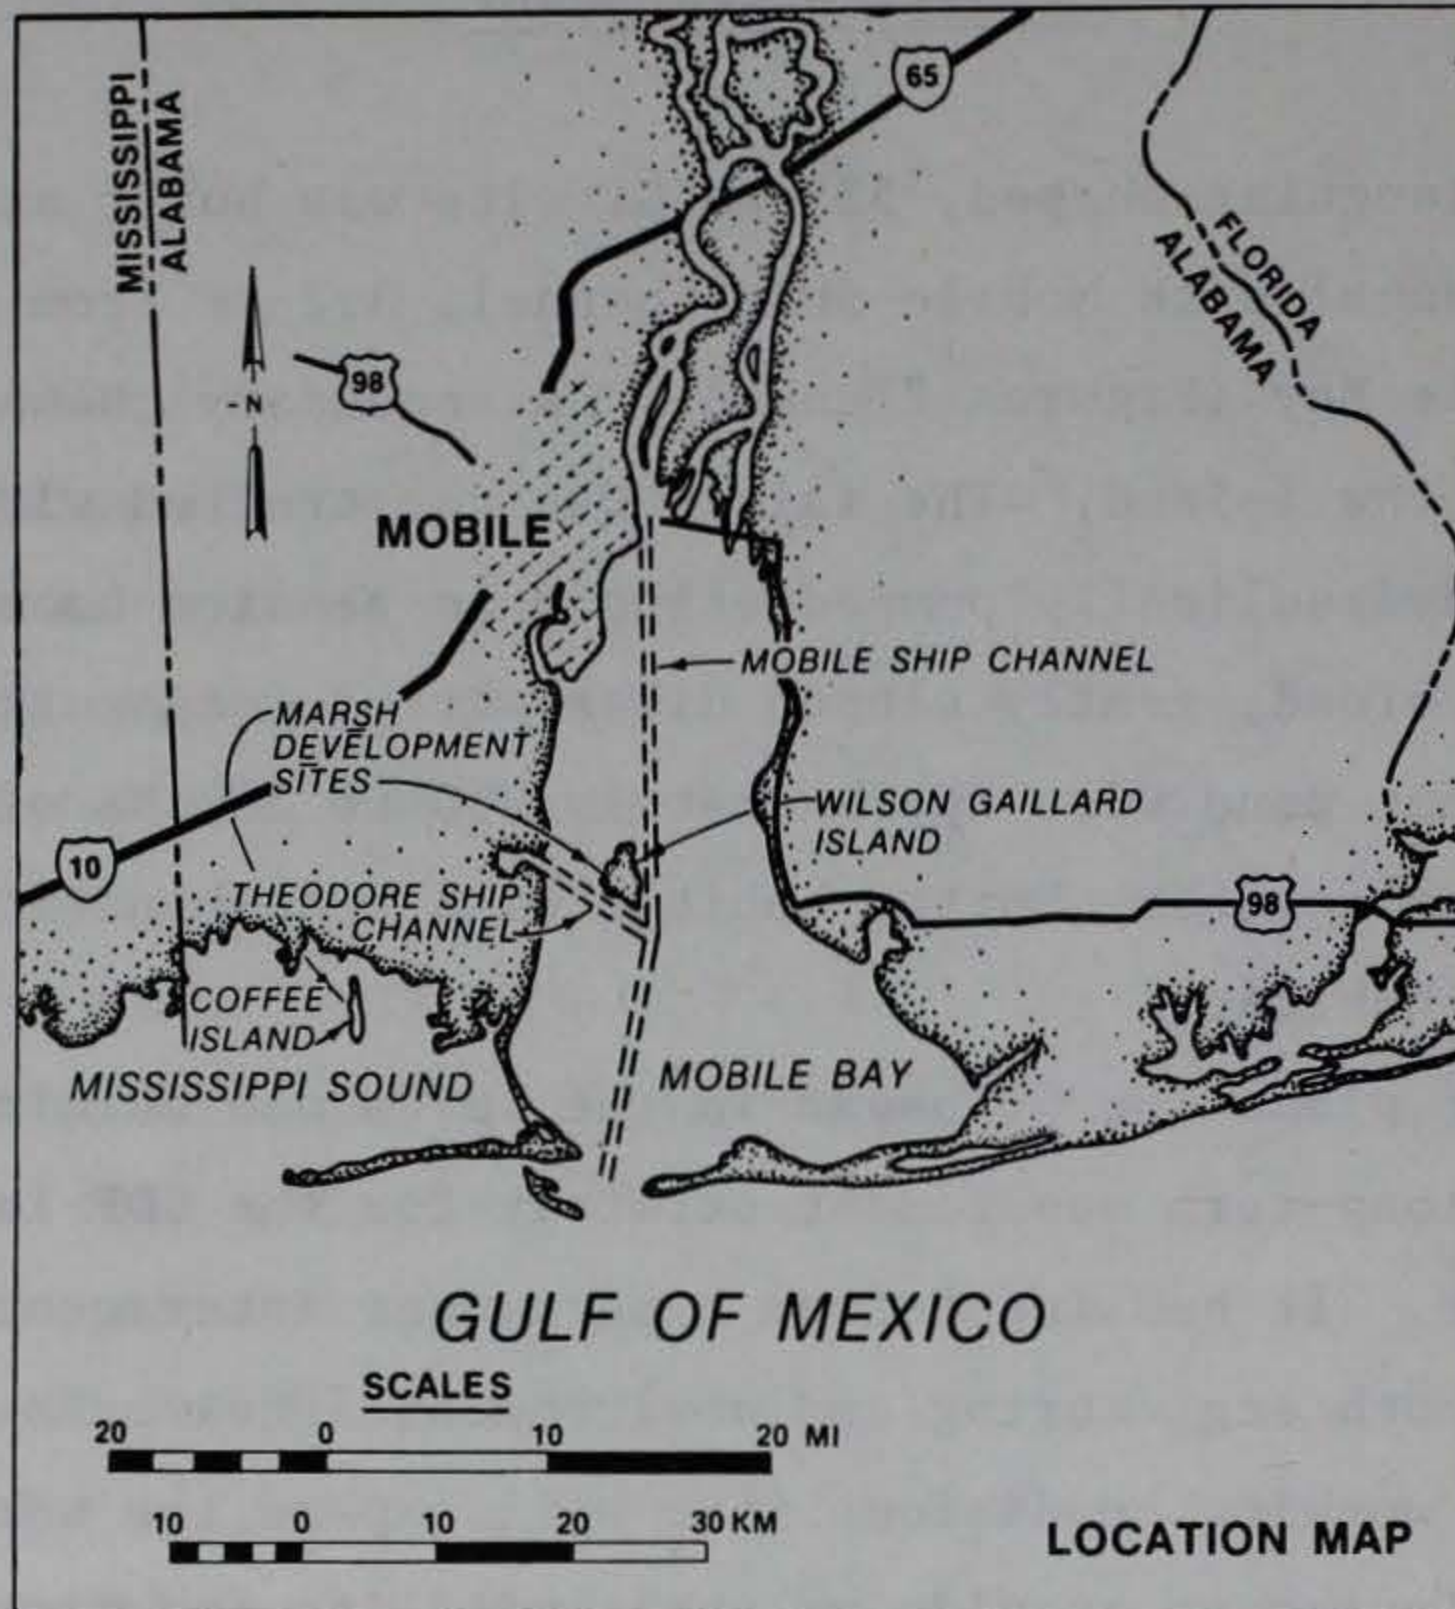 65
MISSISSIPPI
ALABAMA
FLORIDA
ALABAMA
98
-N-
MOBILE
MOBILE SHIP CHANNEL
MARSH
DEVELOPMENT
SITES
WILSON GAILLARD
ISLAND
10
THEODORE SHIP
CHANNEL
98
COFFEE
ISLAND
MISSISSIPPI SOUND
MOBILE BAY
GULF OF MEXICO
SCALES
20 0 10 20 MI
10 0 10 20 30 KM
LOCATION MAP